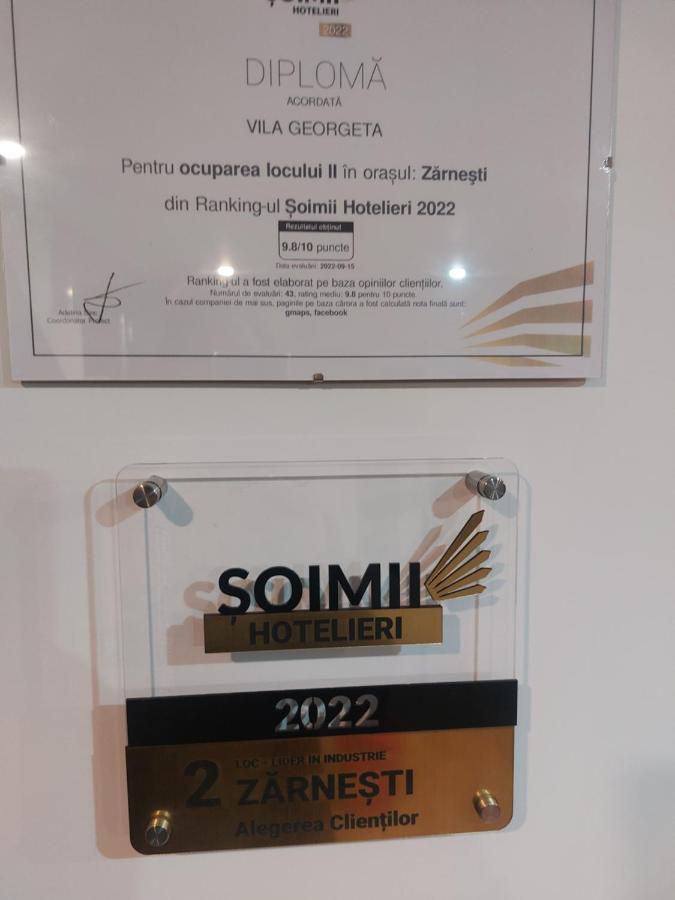 ȘOIMII
HOTELIERI
2022
DIPLOMĂ
ACORDATĂ
VILA GEORGETA
Pentru ocuparea locului II în orașul: Zărnești
din Ranking-ul Șoimii Hotelieri 2022
Rezultatul obținut
9.8/10 puncte
Data evaluării: 2022-09-15
Ranking-ul a fost elaborat pe baza opiniilor clienților.
Numărul de evaluări: 43, rating mediu: 9.8 pentru 10 puncte.
În cazul companiei de mai sus, paginile pe baza cărora a fost calculată nota finală sunt:
gmaps, facebook
Adelina
Coordonator Proiect
ȘOIMII
HOTELIERI
2022
2 LOC - LIDER IN INDUSTRIE
ZĂRNEȘTI
Alegerea Clienților